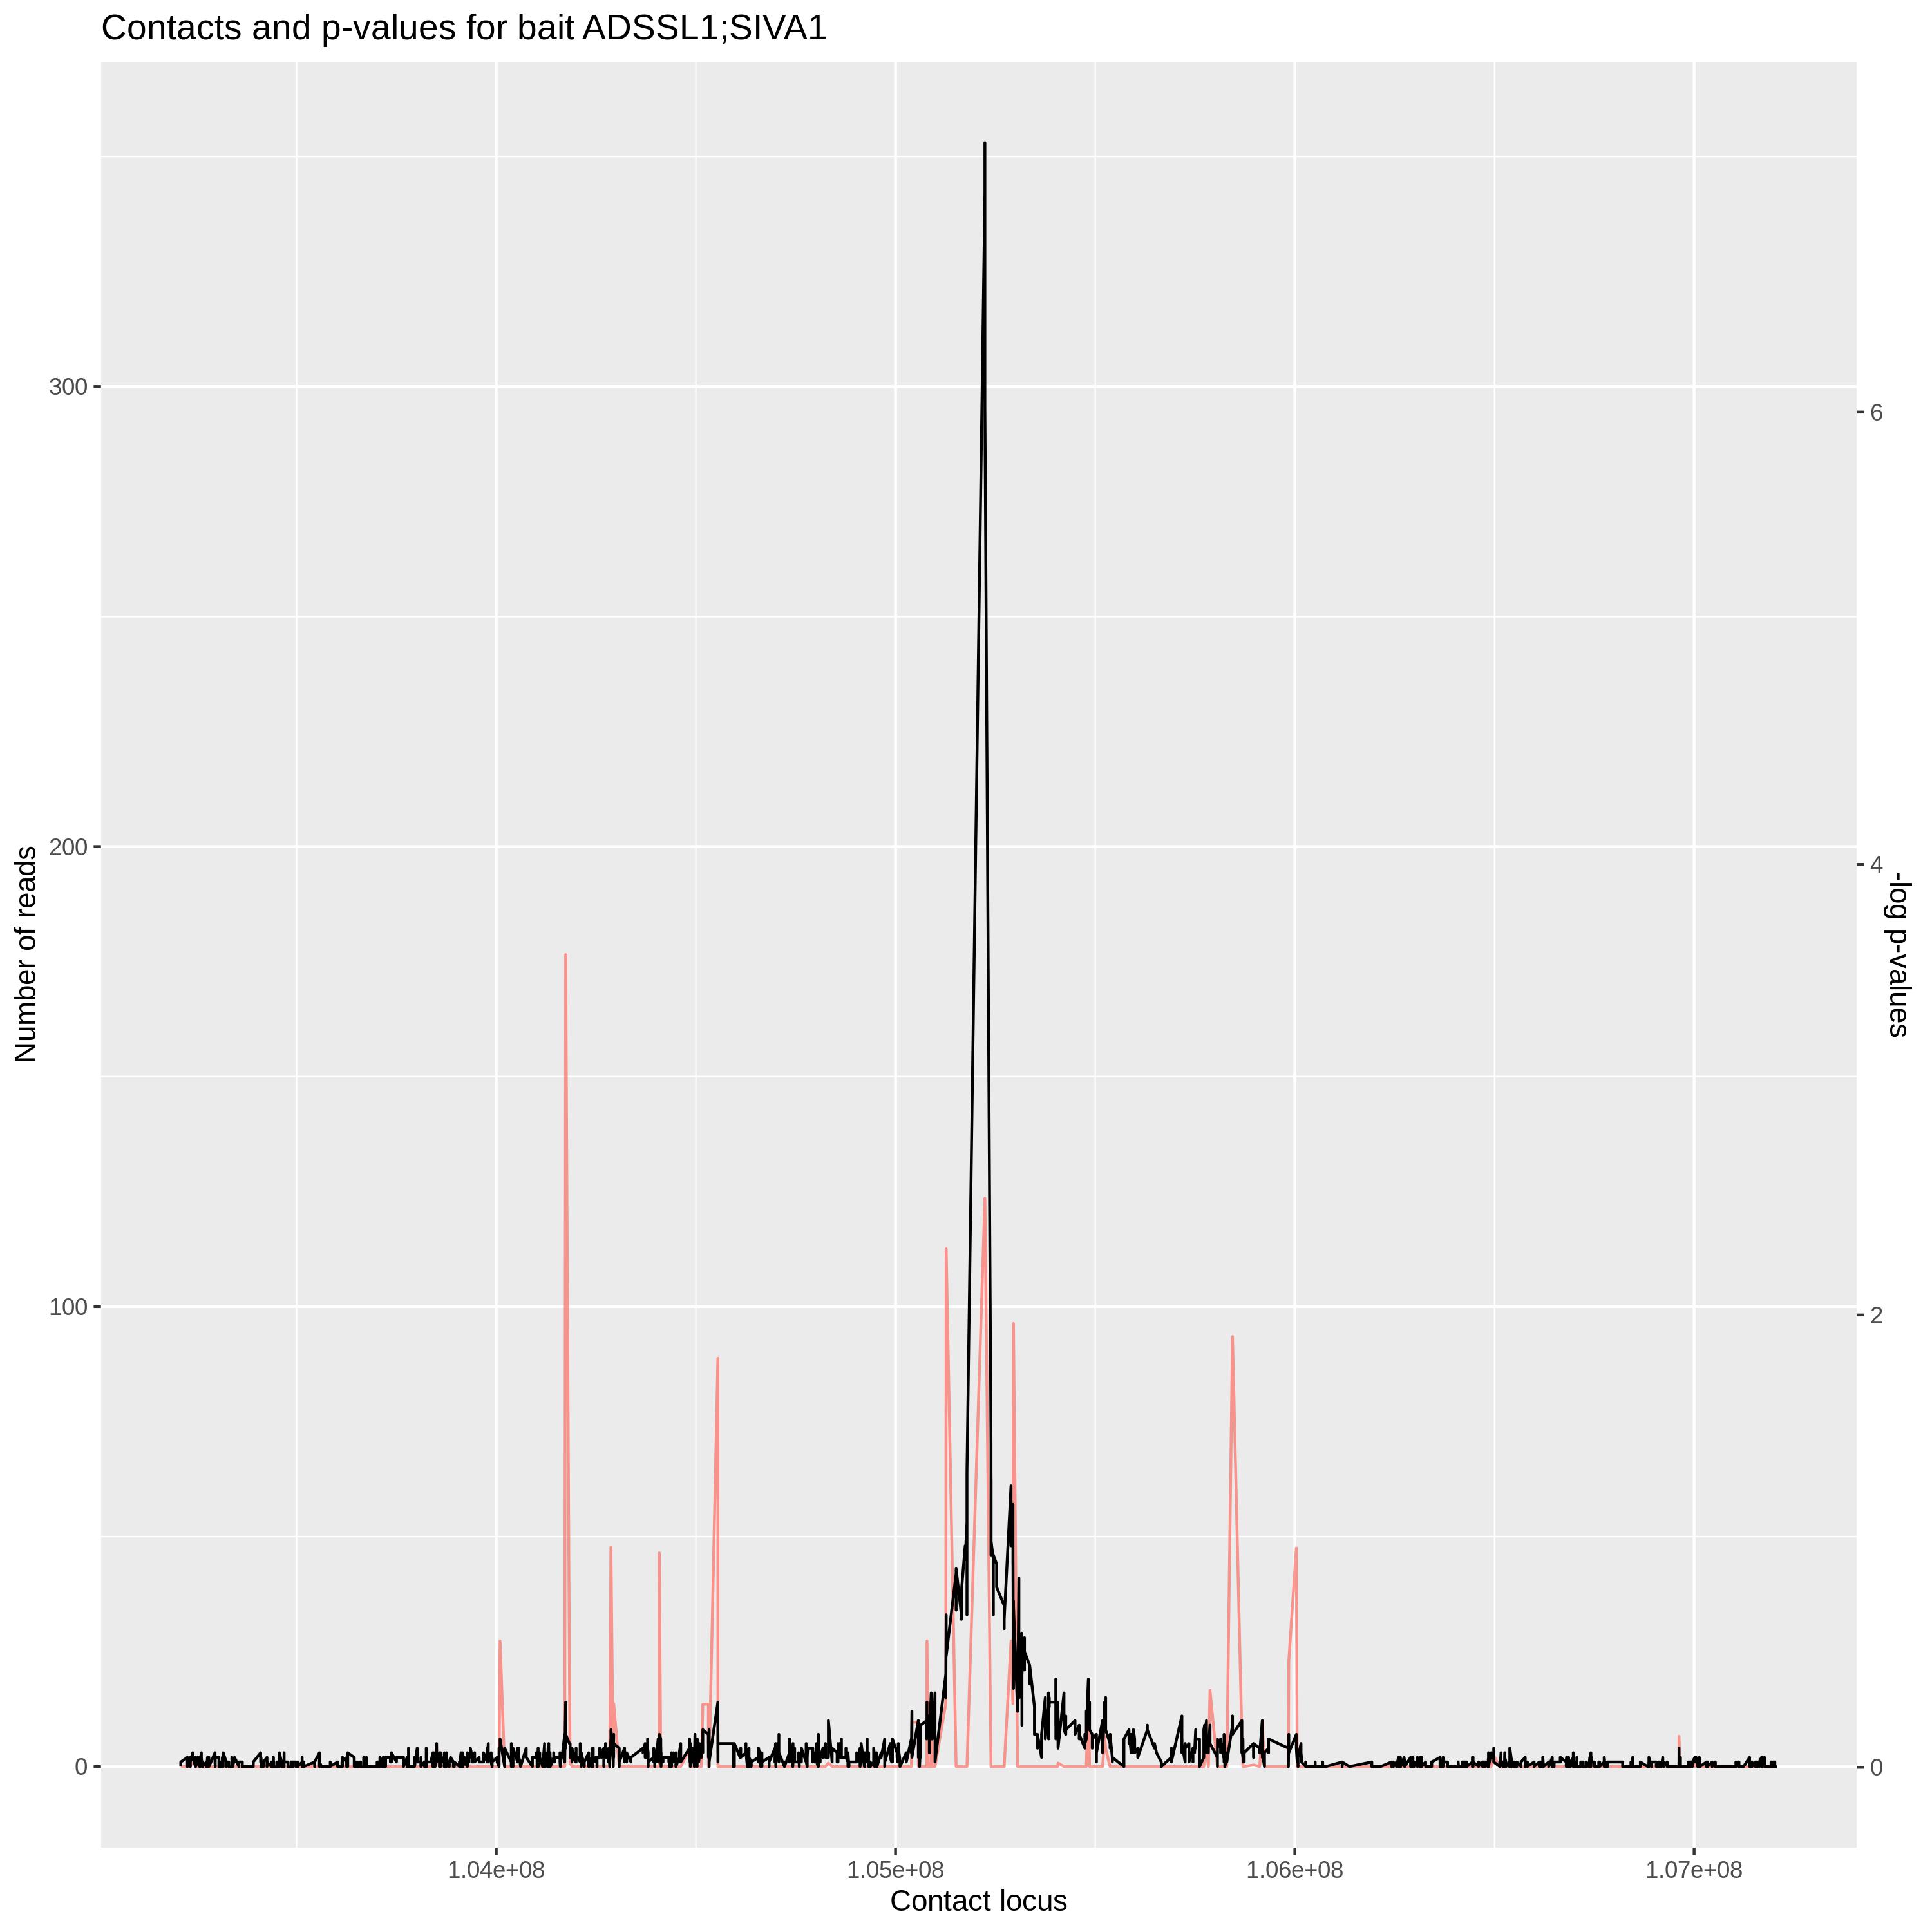 Contacts and p-values for bait ADSSL1;SIVA1
300
200
100
0
Number of reads
6
4
2
0
-log p-values
1.04e+08
1.05e+08
1.06e+08
1.07e+08
Contact locus